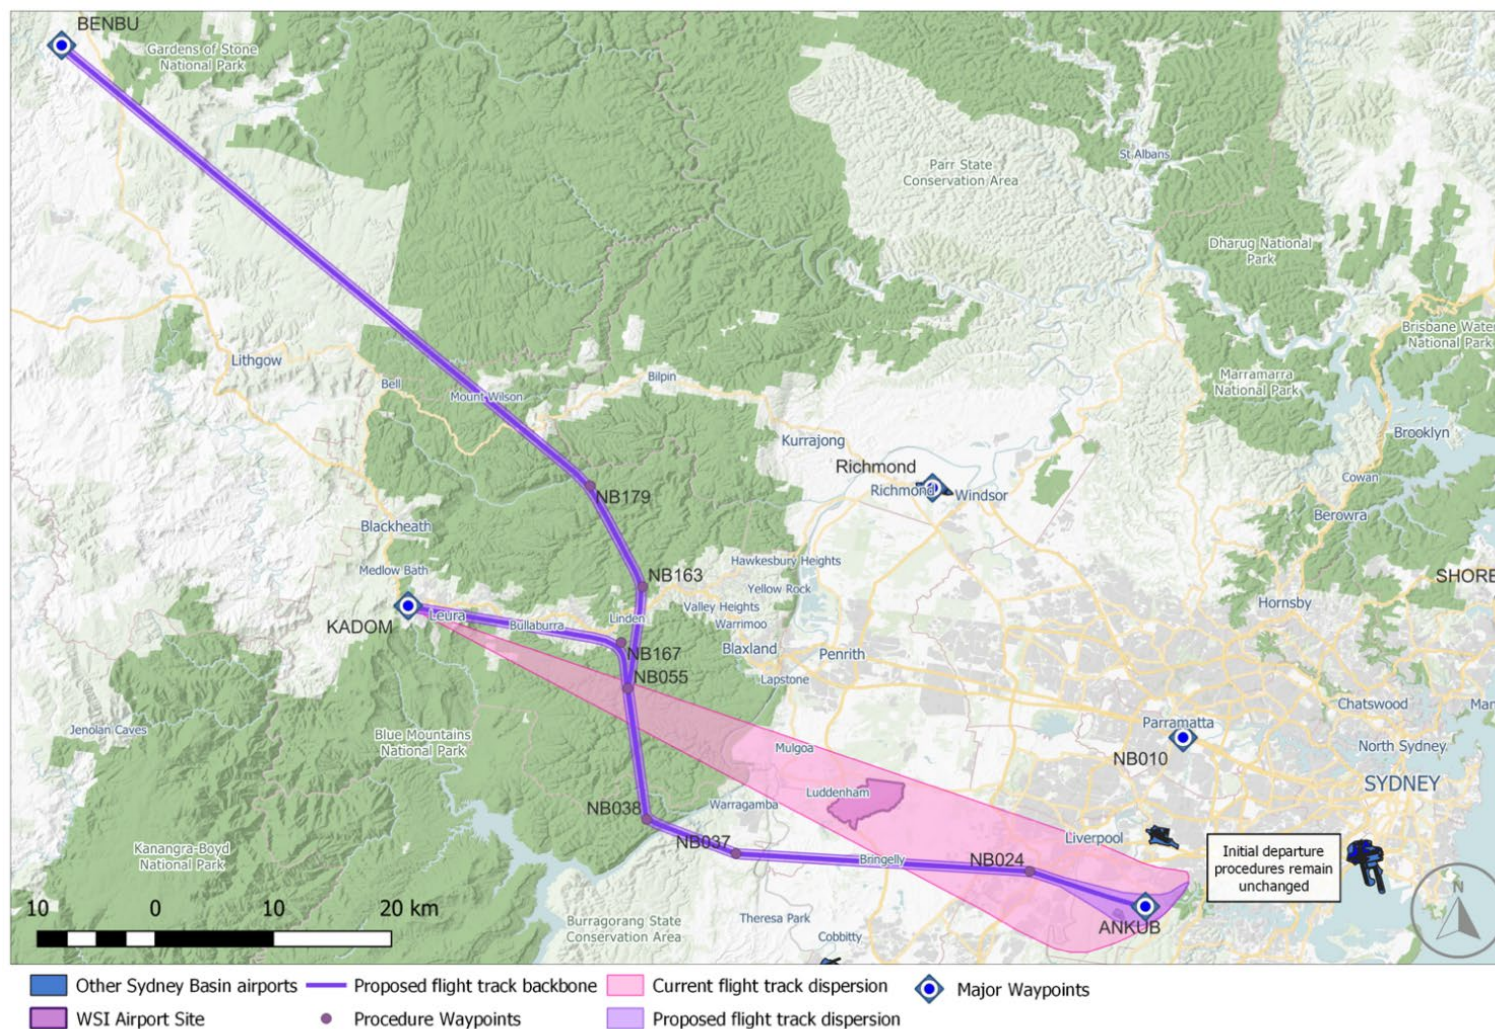 BENBU
Gardens of Stone
National Park
St Albans
Parr State
Conservation Area
Dharug National
Park
Brisbane Water
National Park
Lithgow
Bell
Bilpin
Mount Wilson
Marramarra
National Park
Kurrajong
Brooklyn
Richmond
Richmond
Windsor
Cowan
NB179
Berowra
Blackheath
Medlow Bath
Hawkesbury Heights
NB163
Yellow Rock
SHORE
Hornsby
Valley Heights
Leura
Bullaburra
Linden
Warrimoo
KADOM
NB167
Blaxland
Penrith
NB055
Lapstone
Chatswood
Man
Jenolan Caves
Blue Mountains
National Park
Parramatta
Mulgoa
North Sydney
NB010
SYDNEY
Luddenham
NB038
Warragamba
Liverpool
NB037
Kanangra-Boyd
National Park
Bringelly
NB024
Initial departure
procedures remain
unchanged
N
10 0 10 20 km
Burragorang State
Conservation Area
Theresa Park
ANKUB
Cobbitty
Other Sydney Basin airports
Proposed flight track backbone
Current flight track dispersion
Major Waypoints
WSI Airport Site
Procedure Waypoints
Proposed flight track dispersion